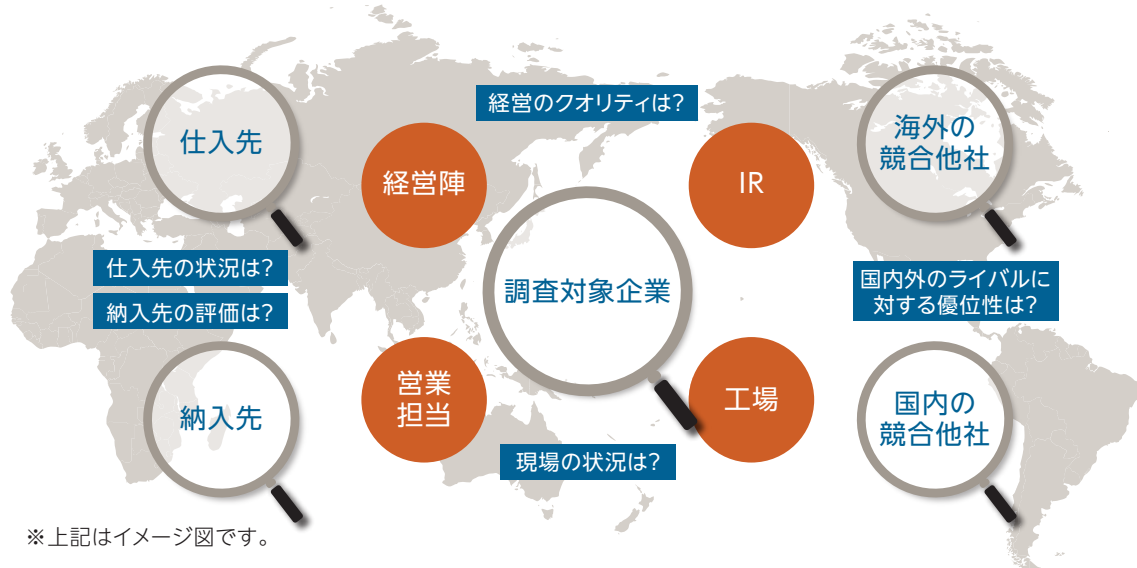 仕入先
仕入先の状況は?
納入先の評価は?
納入先
経営のクオリティは?
経営陣
IR
調査対象企業
営業
担当
工場
現場の状況は?
海外の
競合他社
国内外のライバルに
対する優位性は?
国内の
競合他社
※上記はイメージ図です。